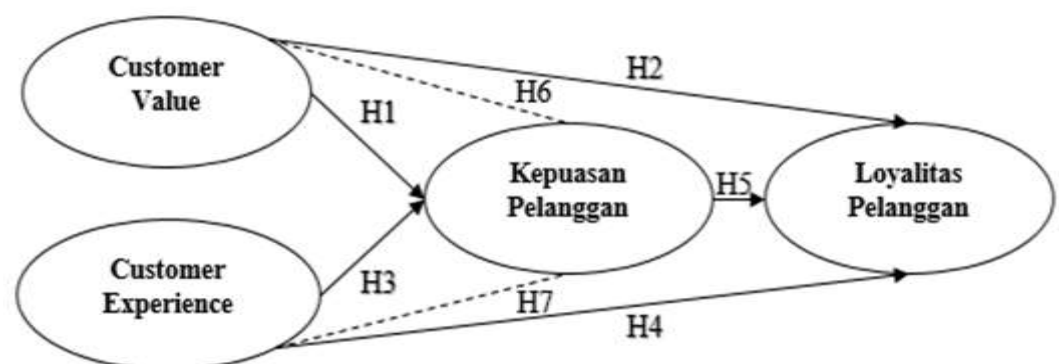 Customer
Value
H2
H6
H1
Kepuasan
Pelanggan
H5
Loyalitas
Pelanggan
Customer
Experience
H3
H7
H4